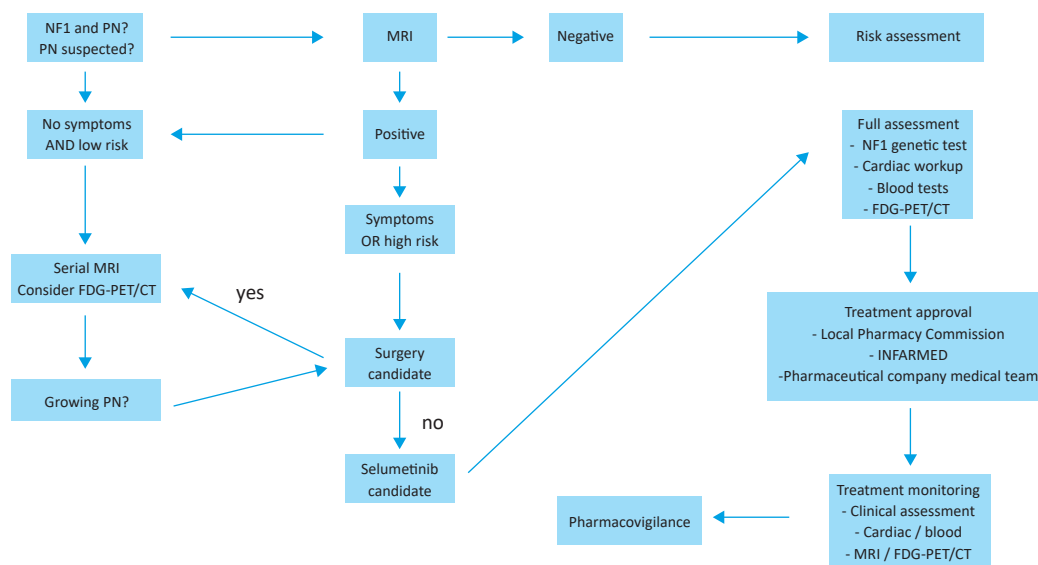 NF1 and PN?
PN suspected?
MRI
Negative
Risk assessment
No symptoms
AND low risk
Positive
Full assessment
- NF1 genetic test
- Cardiac workup
- Blood tests
- FDG-PET/CT
Symptoms
OR high risk
Serial MRI
Consider FDG-PET/CT
yes
Treatment approval
- Local Pharmacy Commission
- INFARMED
-Pharmaceutical company medical team
Surgery
candidate
Growing PN?
no
Selumetinib
candidate
Treatment monitoring
- Clinical assessment
- Cardiac / blood
- MRI / FDG-PET/CT
Pharmacovigilance